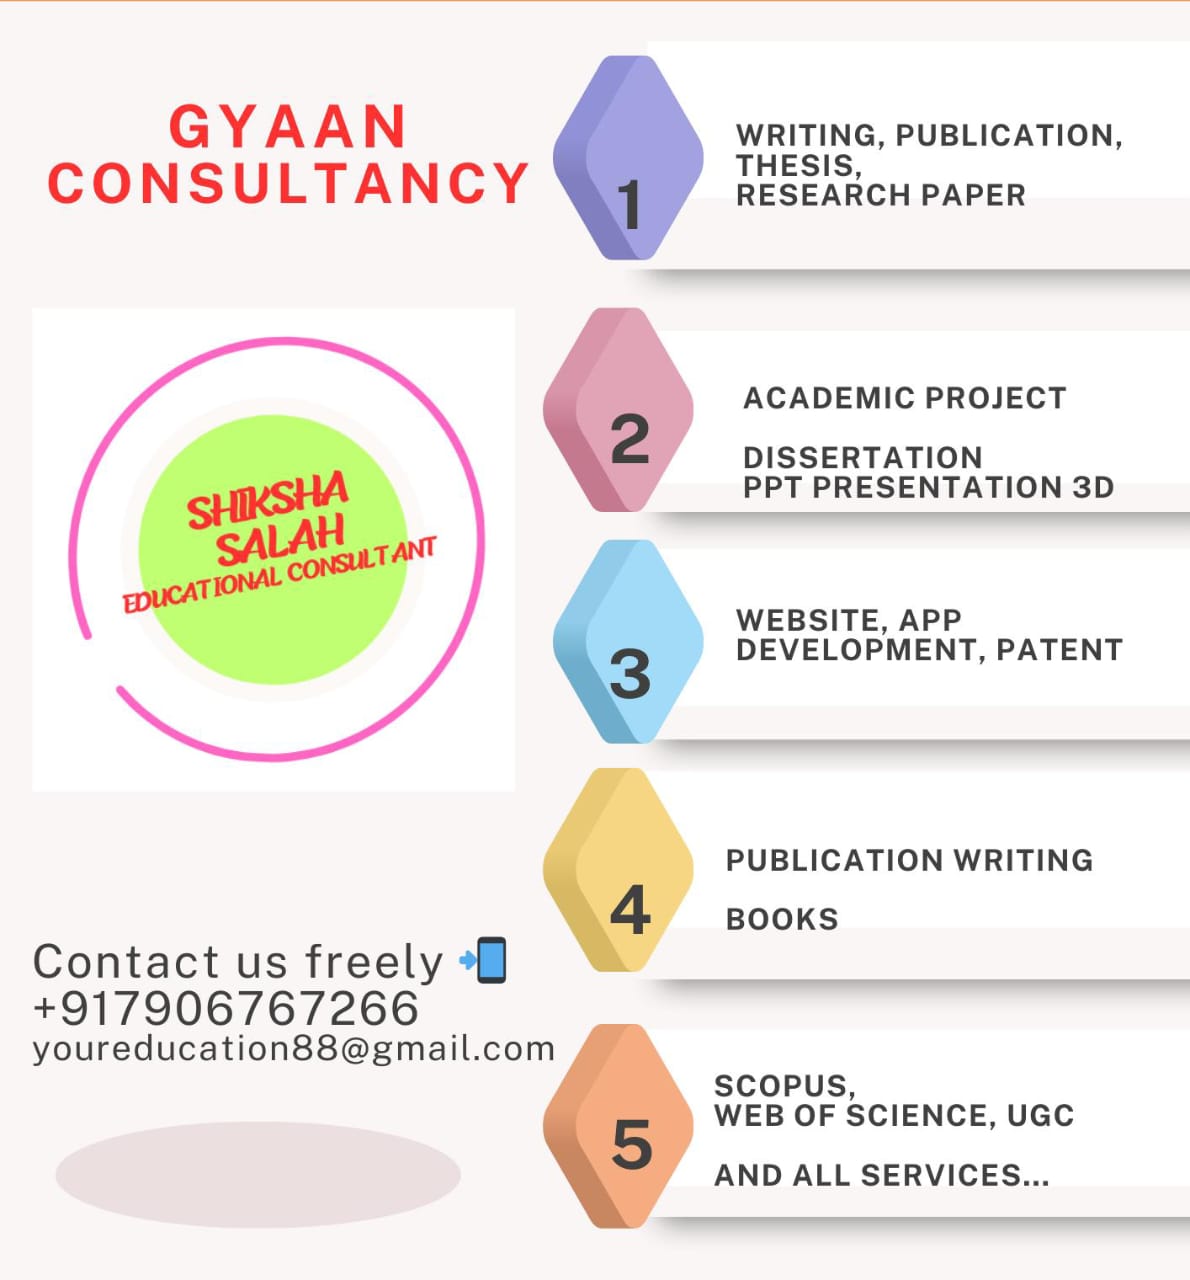 GYAAN
CONSULTANCY
SHIKSHA
SALAH
EDUCATIONAL CONSULTANT
Contact us freely
+917906767266
youreducation88@gmail.com
1
WRITING, PUBLICATION,
THESIS,
RESEARCH PAPER
2
ACADEMIC PROJECT
DISSERTATION
PPT PRESENTATION 3D
3
WEBSITE, APP
DEVELOPMENT, PATENT
4
PUBLICATION WRITING
BOOKS
5
SCOPUS,
WEB OF SCIENCE, UGC
AND ALL SERVICES...